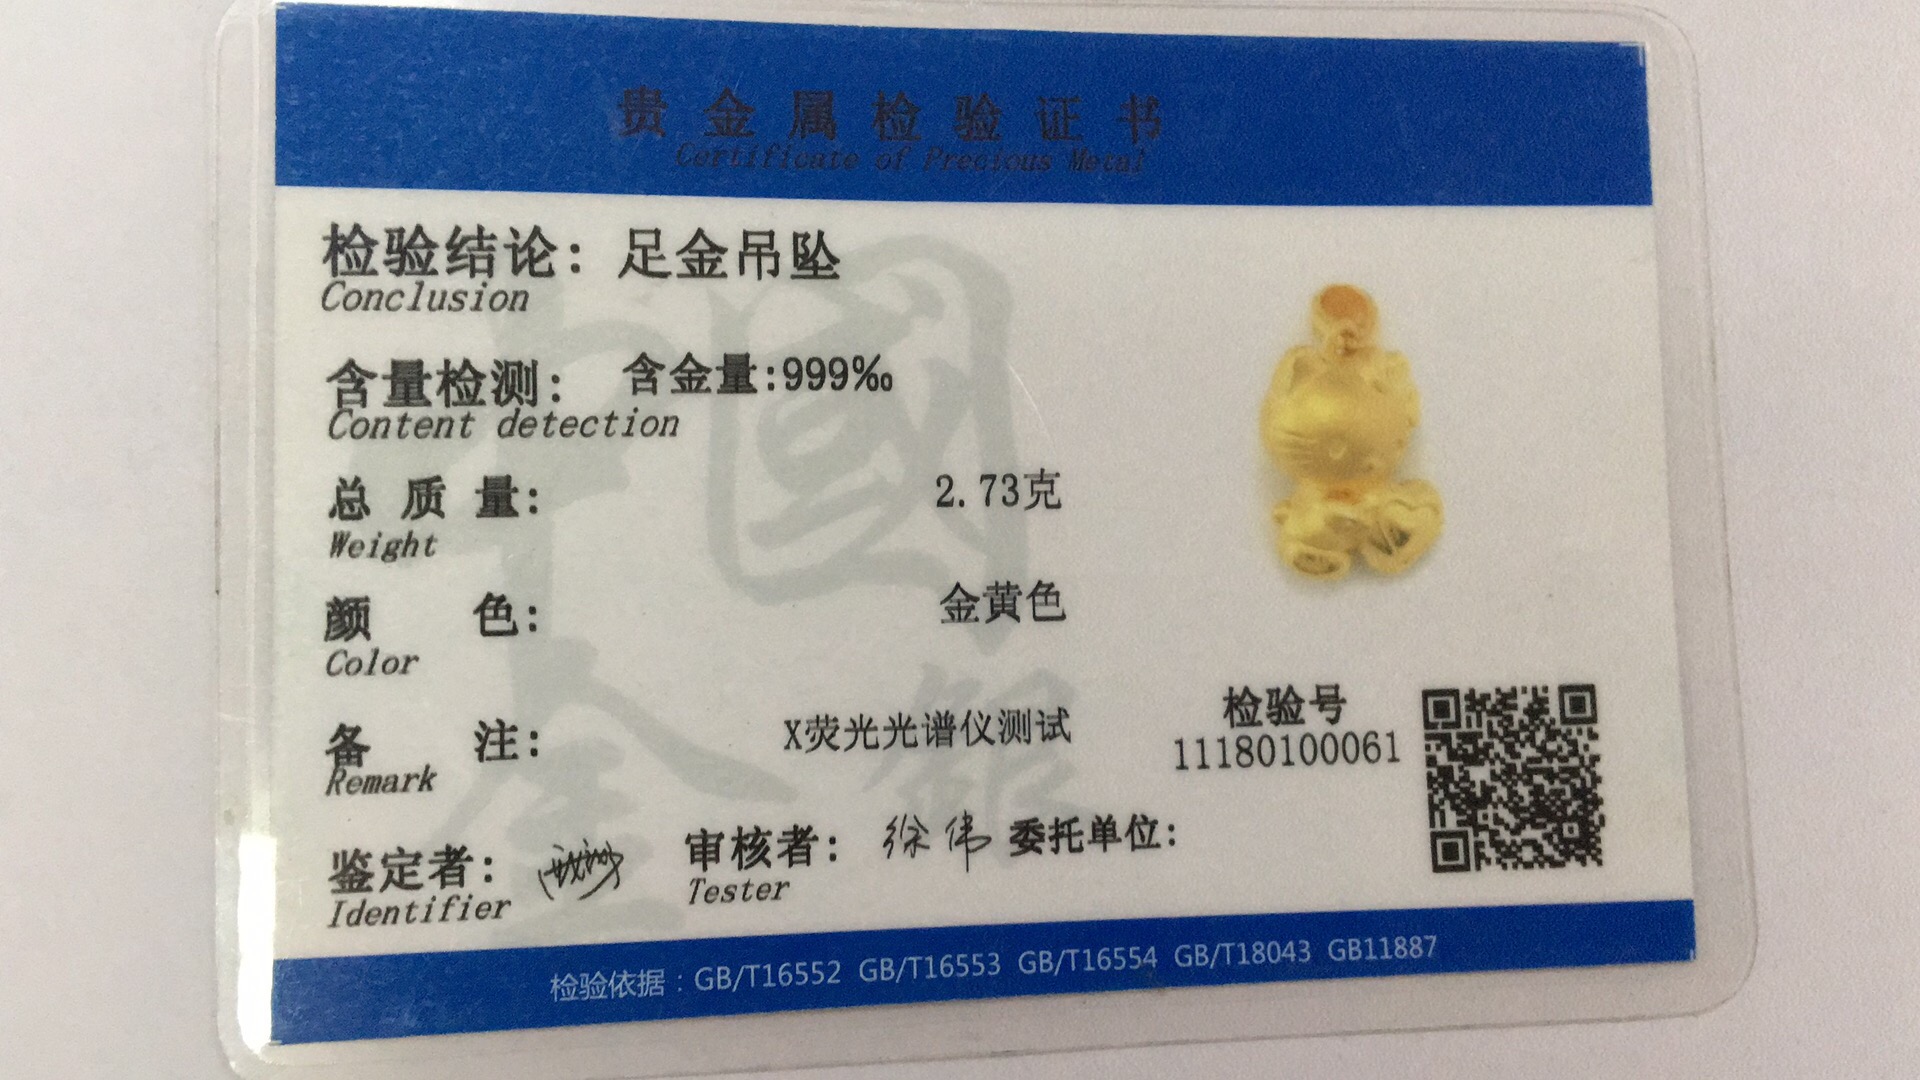 贵金属检验证书
Certificate of Precious Metal
检验结论: 足金吊坠
Conclusion
含量检测: 含金量:999‰
Content detection
总质量: 2.73克
Weight
颜色: 金黄色
Color
备注: X荧光光谱仪测试
Remark
检验号
11180100061
鉴定者: 审核者: 徐伟 委托单位:
Identifier Tester
检验依据:GB/T16552 GB/T16553 GB/T16554 GB/T18043 GB11887
中國金銀